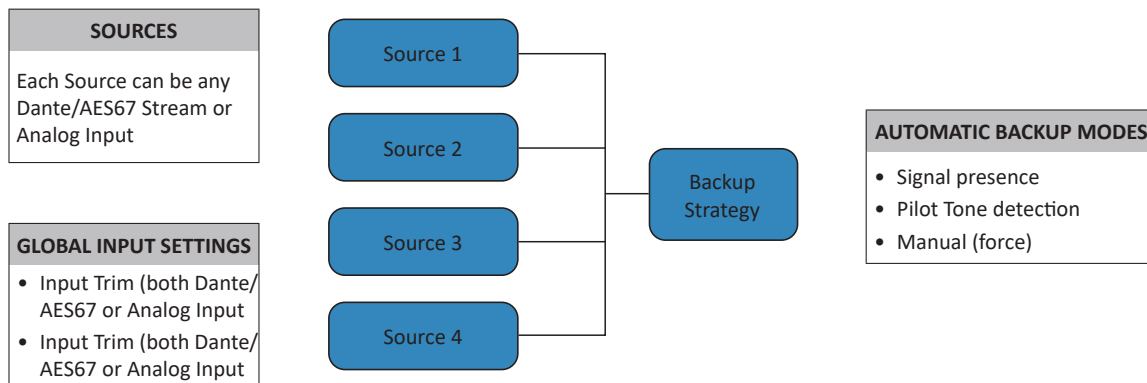 SOURCES
Each Source can be any
Dante/AES67 Stream or
Analog Input
GLOBAL INPUT SETTINGS
• Input Trim (both Dante/
AES67 or Analog Input
• Input Trim (both Dante/
AES67 or Analog Input
Source 1
Source 2
Source 3
Source 4
Backup
Strategy
AUTOMATIC BACKUP MODES
• Signal presence
• Pilot Tone detection
• Manual (force)